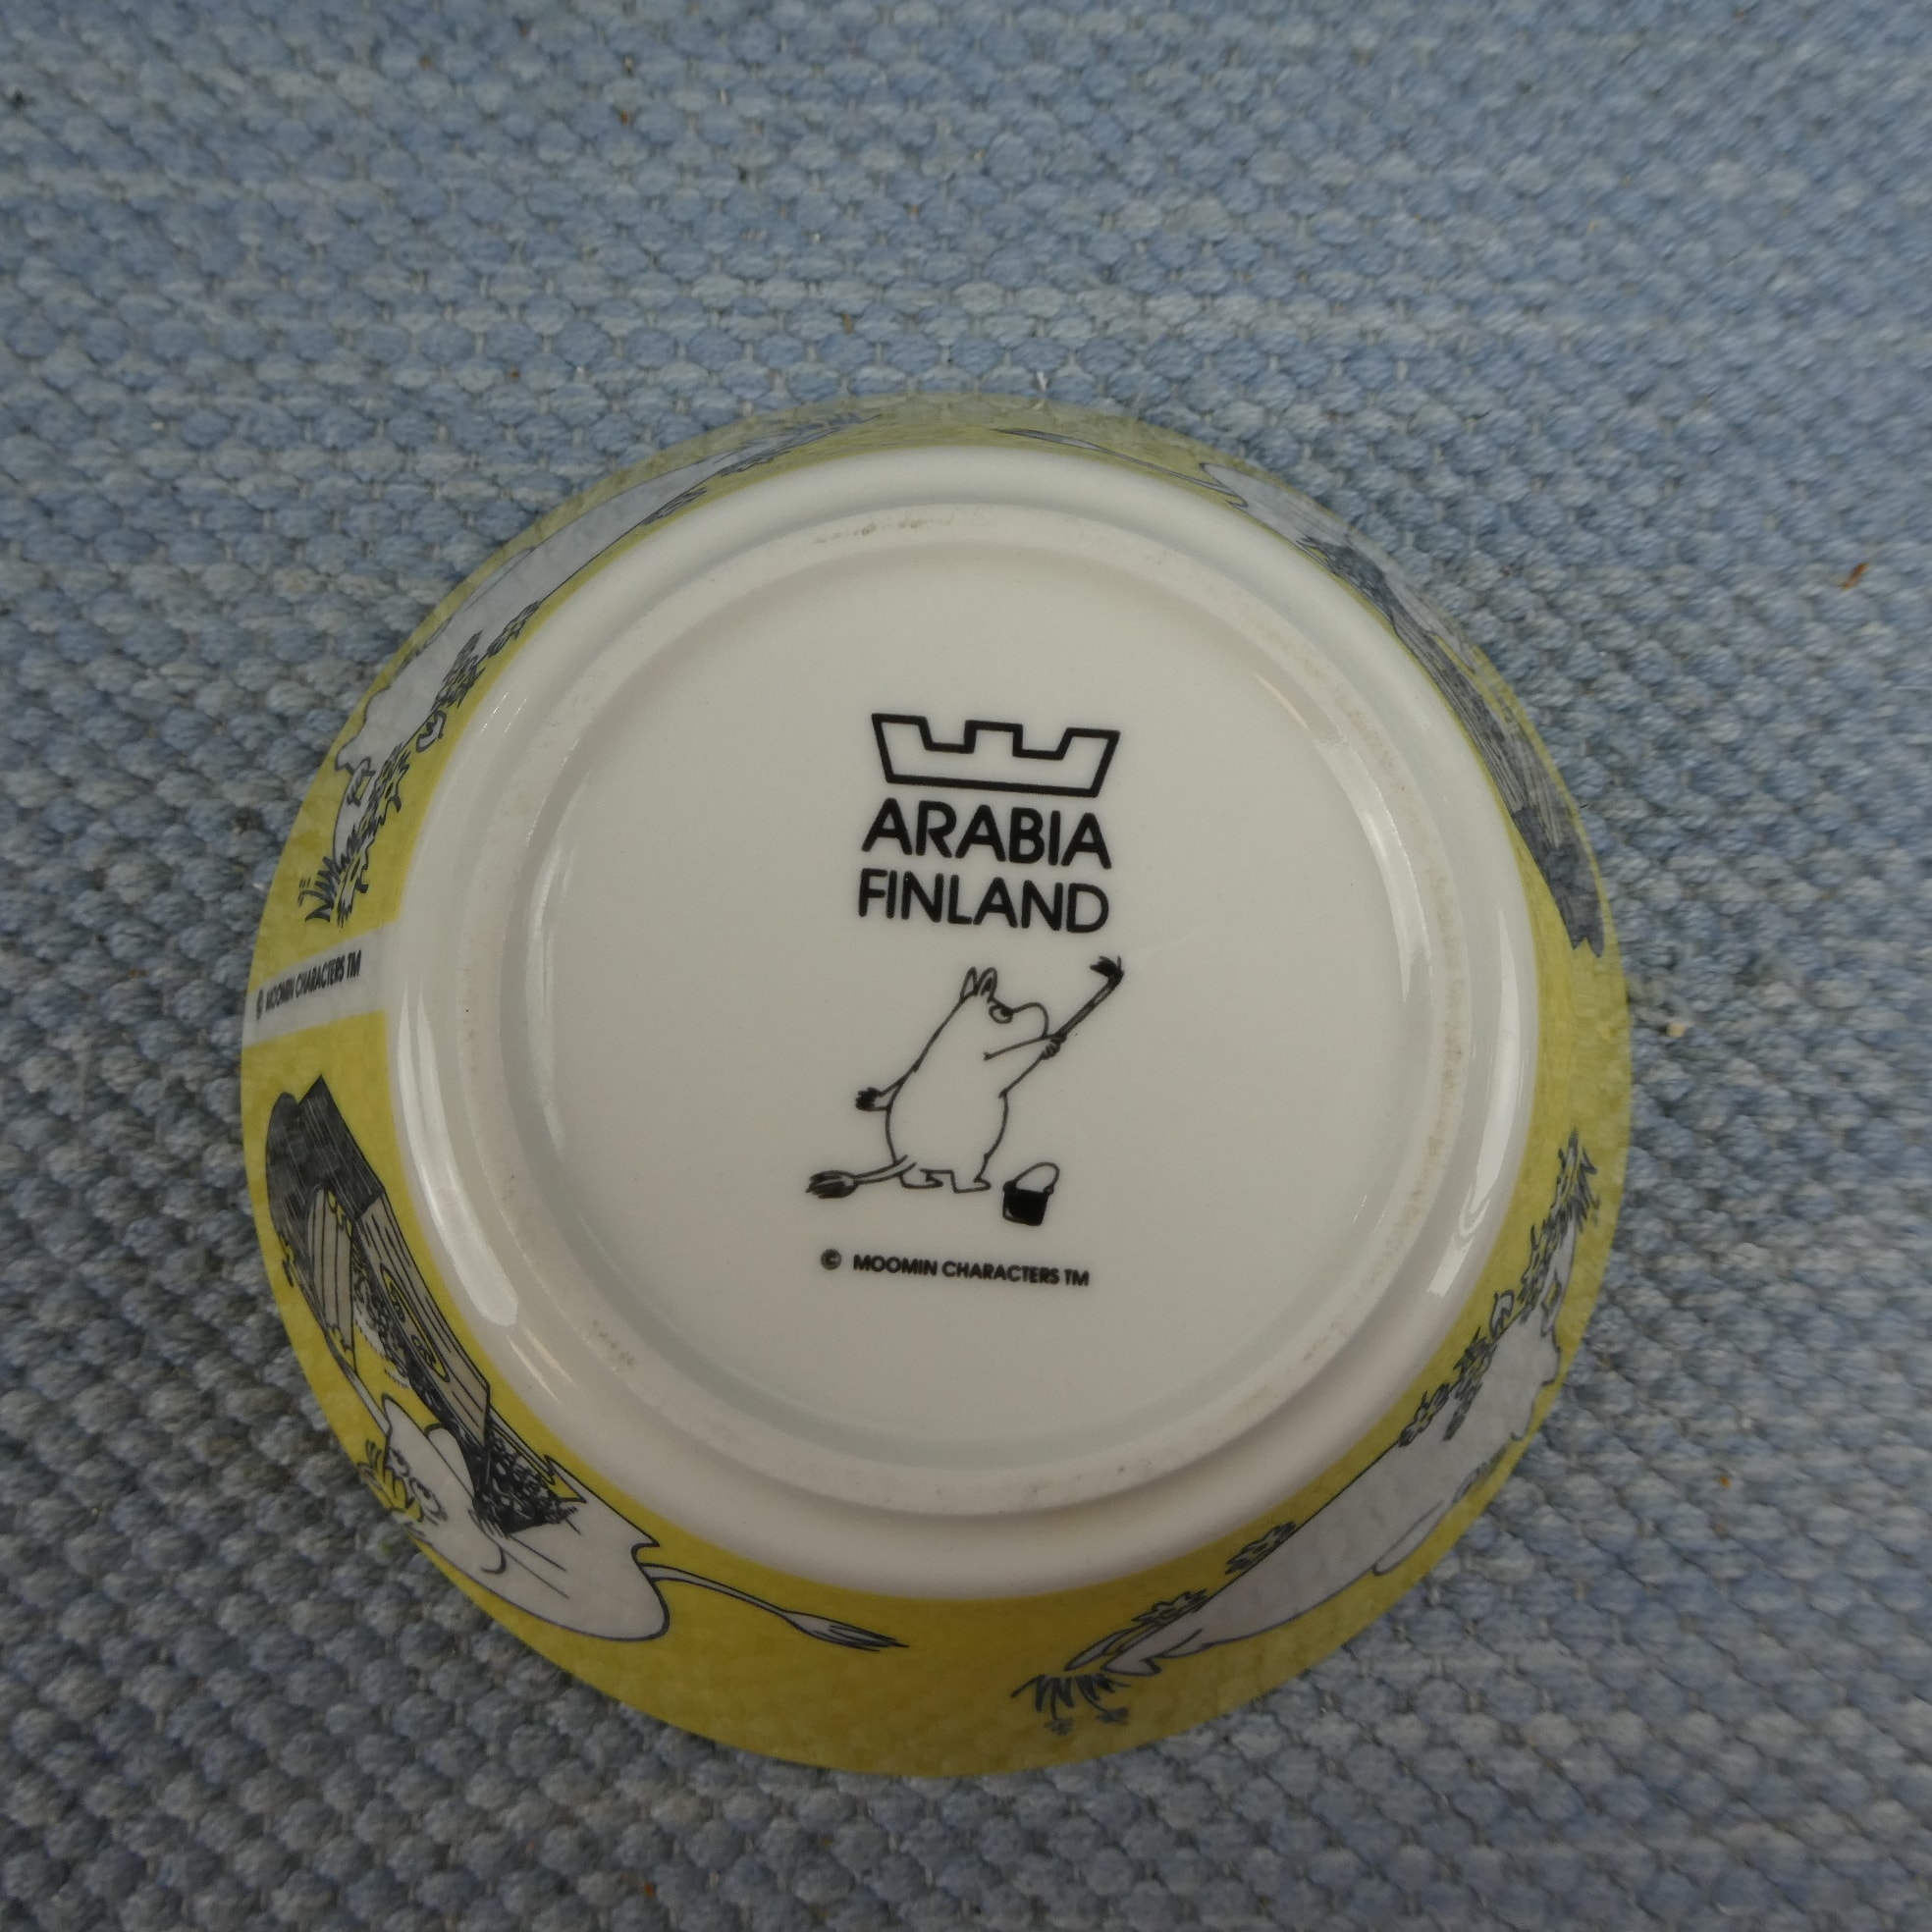 ARABIA
FINLAND
© MOOMIN CHARACTERS TM
© MOOMIN CHARACTERS TM